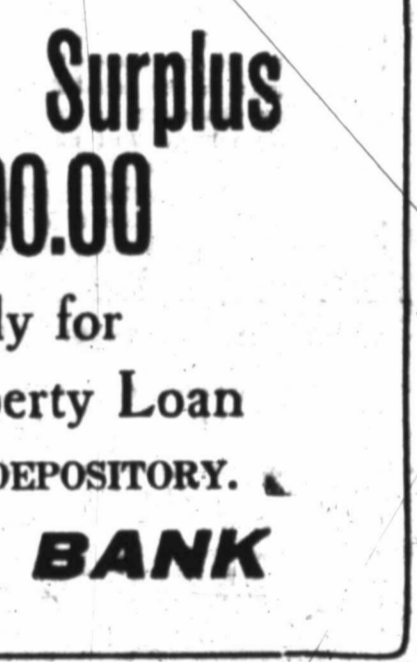 Surplus
00.00
ly for
erty Loan
DEPOSITORY.
BANK